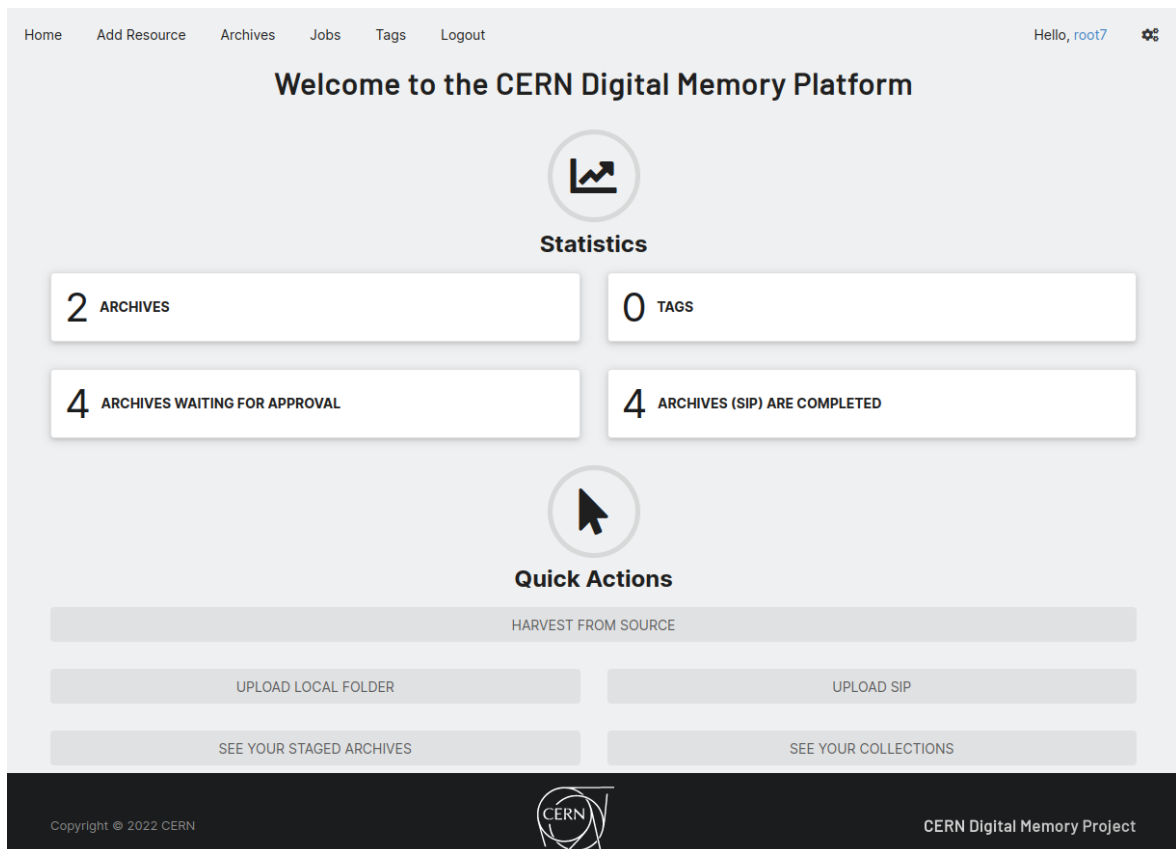 Home Add Resource Archives Jobs Tags Logout Hello, root7
Welcome to the CERN Digital Memory Platform
Statistics
2 ARCHIVES
0 TAGS
4 ARCHIVES WAITING FOR APPROVAL
4 ARCHIVES (SIP) ARE COMPLETED
Quick Actions
HARVEST FROM SOURCE
UPLOAD LOCAL FOLDER
UPLOAD SIP
SEE YOUR STAGED ARCHIVES
SEE YOUR COLLECTIONS
Copyright © 2022 CERN
CERN
CERN Digital Memory Project